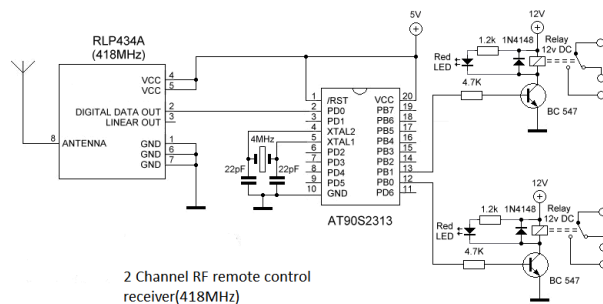 RLP434A
(418MHz)
VCC 4
VCC 5
DIGITAL DATA OUT 2
LINEAR OUT 3
8 ANTENNA
GND 1
GND 6
GND 7
5V
1 /RST VCC 20
2 PD0 PB7 19
3 PD1 PB6 18
4 XTAL2 PB5 17
5 XTAL1 PB4 16
6 PD2 PB3 15
7 PD3 PB2 14
8 PD4 PB1 13
9 PD5 PB0 12
10 GND PD6 11
AT90S2313
4MHz
22pF 22pF
12V
1.2k 1N4148 Relay
12v DC
Red
LED
4.7K
BC 547
12V
1.2k 1N4148 Relay
12v DC
Red
LED
4.7K
BC 547
2 Channel RF remote control
receiver(418MHz)